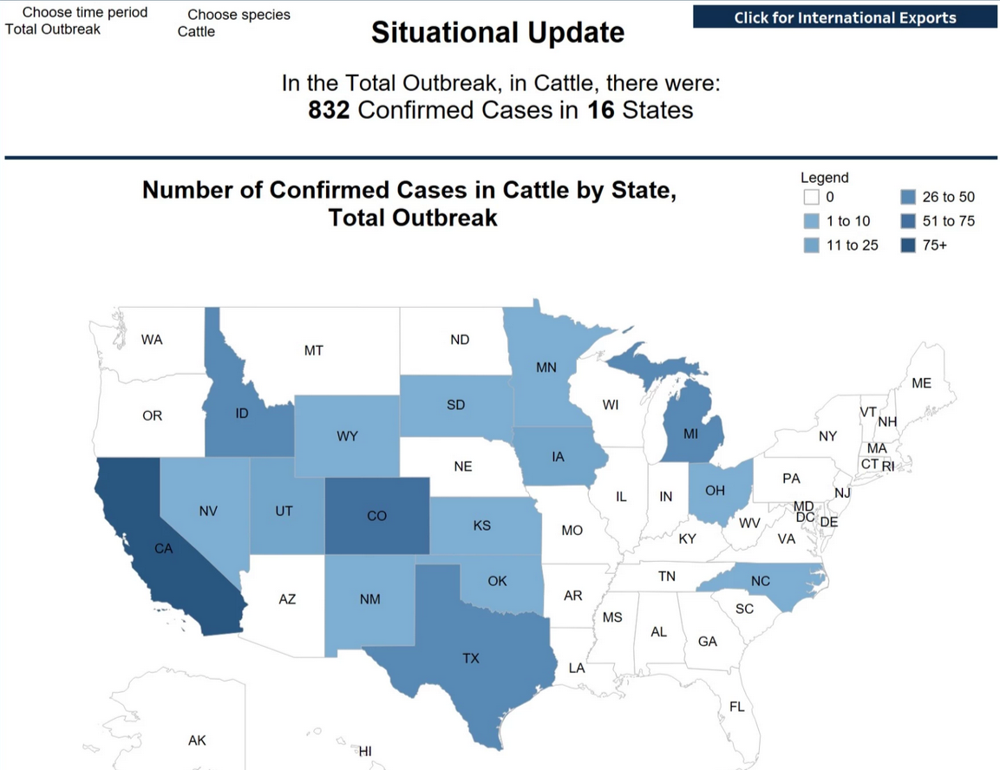 Choose time period
Total Outbreak
Choose species
Cattle
Click for International Exports
Situational Update
In the Total Outbreak, in Cattle, there were:
832 Confirmed Cases in 16 States
Number of Confirmed Cases in Cattle by State,
Total Outbreak
Legend
0
1 to 10
11 to 25
26 to 50
51 to 75
75+
WA
MT
ND
MN
ME
OR
ID
SD
WI
VT
NH
WY
MI
NY
MA
IA
CT
RI
NE
PA
NJ
NV
UT
CO
IL
IN
OH
MD
DC
DE
KS
MO
WV
VA
CA
KY
TN
NC
AZ
NM
OK
AR
SC
MS
AL
GA
TX
LA
FL
AK
HI